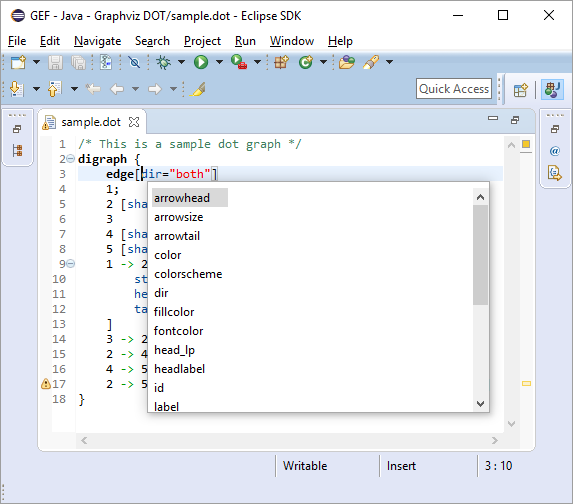 GEF - Java - Graphviz DOT/sample.dot - Eclipse SDK
File Edit Navigate Search Project Run Window Help
Quick Access
sample.dot
1 /* This is a sample dot graph */
2 digraph {
3 edge[dir="both"]
4 1;
5 2 [sha
6 3
7 4 [sha
8 5 [sha
9 1 -> 2
10 st
11 he
12 ta
13 ]
14 3 -> 2
15 2 -> 4
16 4 -> 5
17 2 -> 5
18 }
arrowhead
arrowsize
arrowtail
color
colorscheme
dir
fillcolor
fontcolor
head_lp
headlabel
id
label
Writable Insert 3 : 10